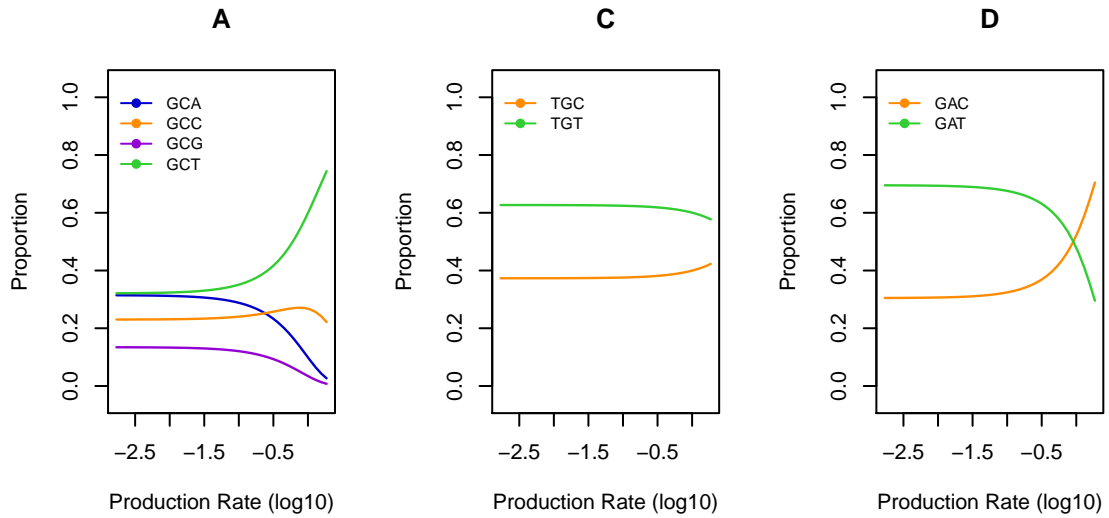 A
Proportion
1.0
0.8
0.6
0.4
0.2
0.0
GCA
GCC
GCG
GCT
−2.5 −1.5 −0.5
Production Rate (log10)
C
Proportion
1.0
0.8
0.6
0.4
0.2
0.0
TGC
TGT
−2.5 −1.5 −0.5
Production Rate (log10)
D
Proportion
1.0
0.8
0.6
0.4
0.2
0.0
GAC
GAT
−2.5 −1.5 −0.5
Production Rate (log10)